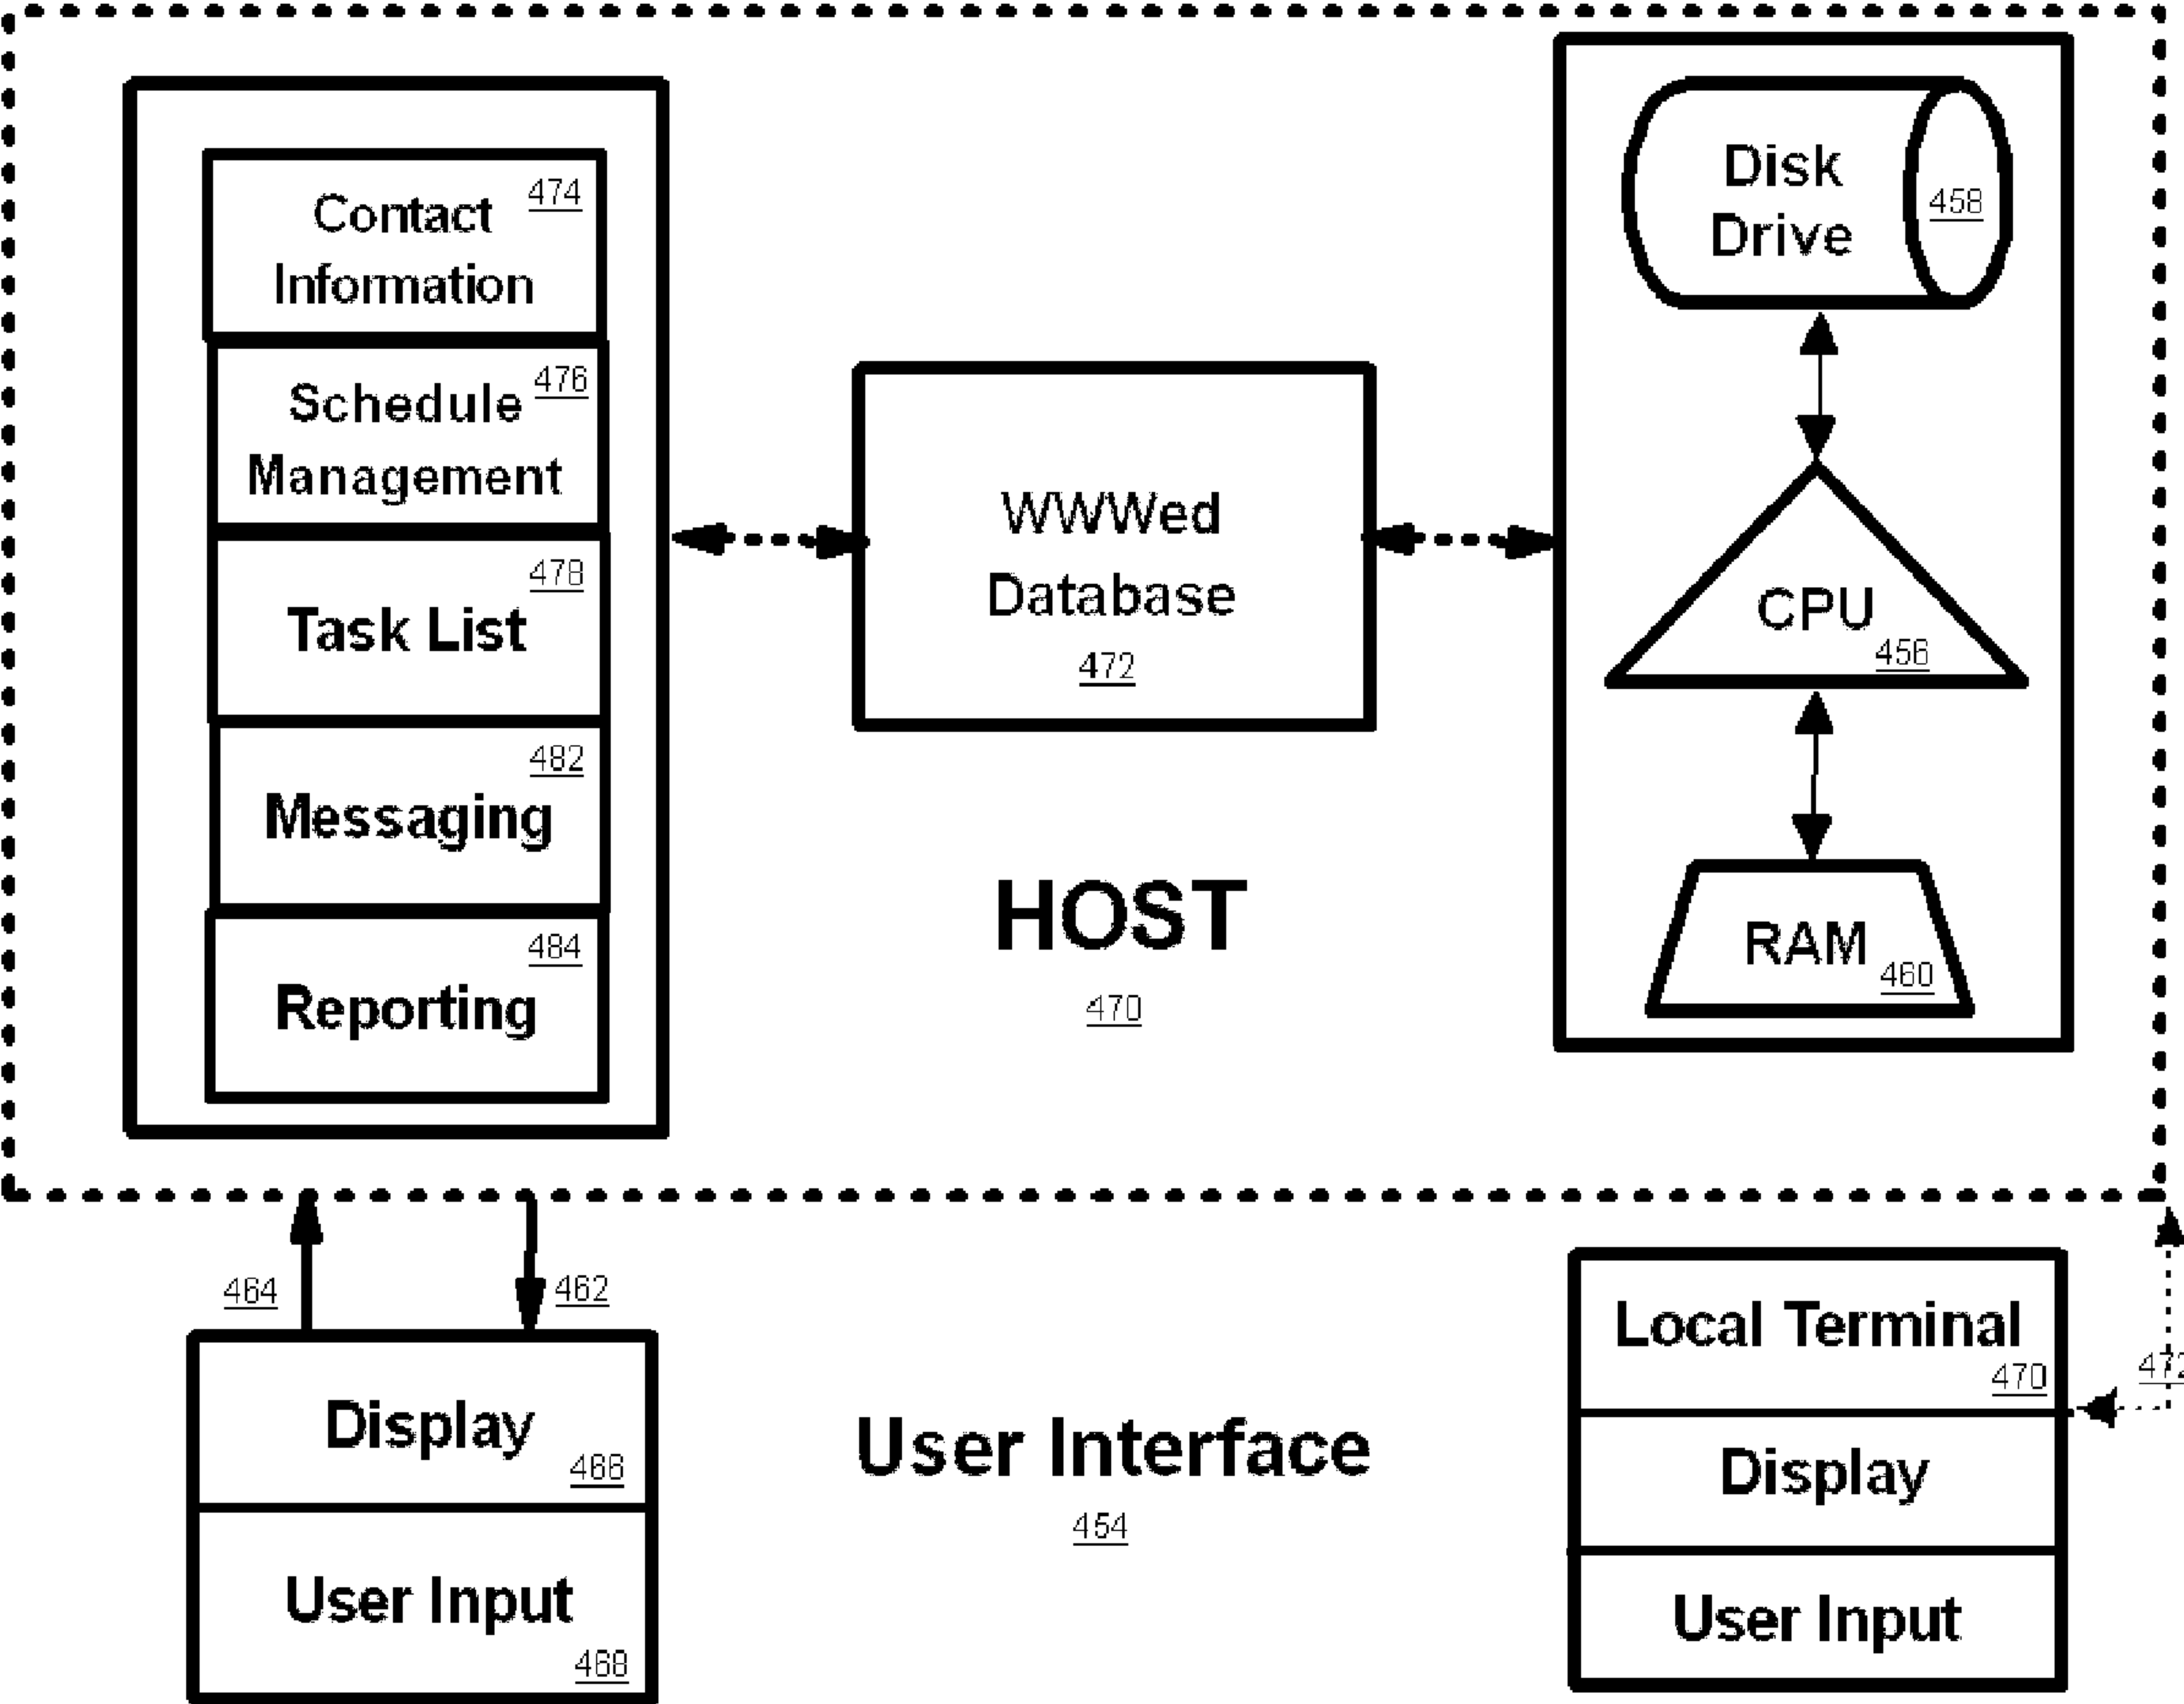 474
Contact
Information
476
Schedule
Management
478
Task List
482
Messaging
484
Reporting
WWWed
Database
472
HOST
470
Disk
Drive
458
CPU
456
RAM
460
464
462
Display
466
User Input
468
User Interface
454
Local Terminal
470
472
Display
User Input